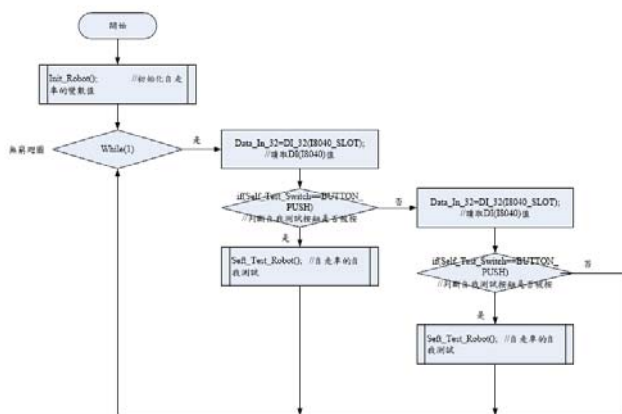 開始
Init_Robot(); //初始化自走
車的變數值
無窮迴圈
While(1)
是
Data_In_32=DI_32(I8040_SLOT);
//讀取DI(I8040)值
if(Self_Test_Switch==BUTTON_
PUSH)
//判斷自我測試按鈕是否被按
否
是
Seft_Test_Robot(); //自走車的自
我測試
Data_In_32=DI_32(I8040_SLOT);
//讀取DI(I8040)值
if(Self_Test_Switch==BUTTON_
PUSH)
//判斷自我測試按鈕是否被按
否
是
Seft_Test_Robot(); //自走車的自
我測試